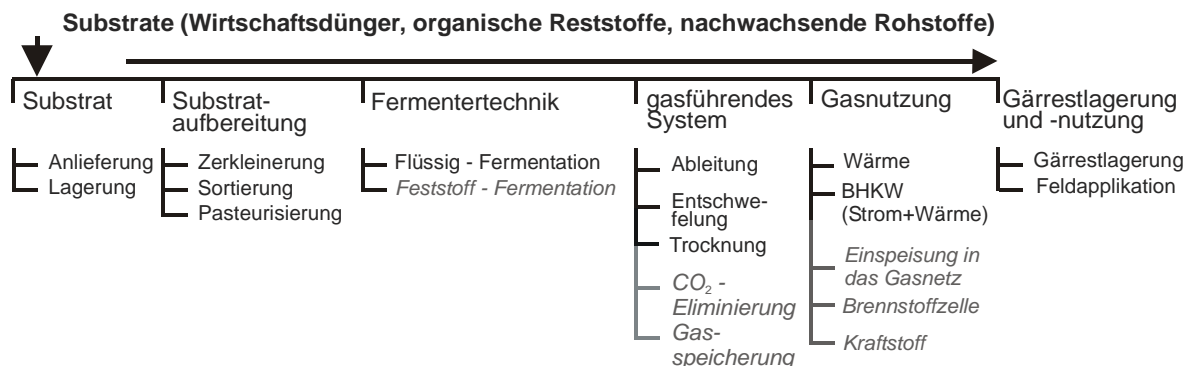 Substrate (Wirtschaftsdünger, organische Reststoffe, nachwachsende Rohstoffe)
Substrat
Anlieferung
Lagerung
Substrat-
aufbereitung
Zerkleinerung
Sortierung
Pasteurisierung
Fermentertechnik
Flüssig - Fermentation
Feststoff - Fermentation
gasführendes
System
Ableitung
Entschwe-
felung
Trocknung
CO₂ -
Eliminierung
Gas-
speicherung
Gasnutzung
Wärme
BHKW
(Strom+Wärme)
Einspeisung in
das Gasnetz
Brennstoffzelle
Kraftstoff
Gärrestlagerung
und -nutzung
Gärrestlagerung
Feldapplikation